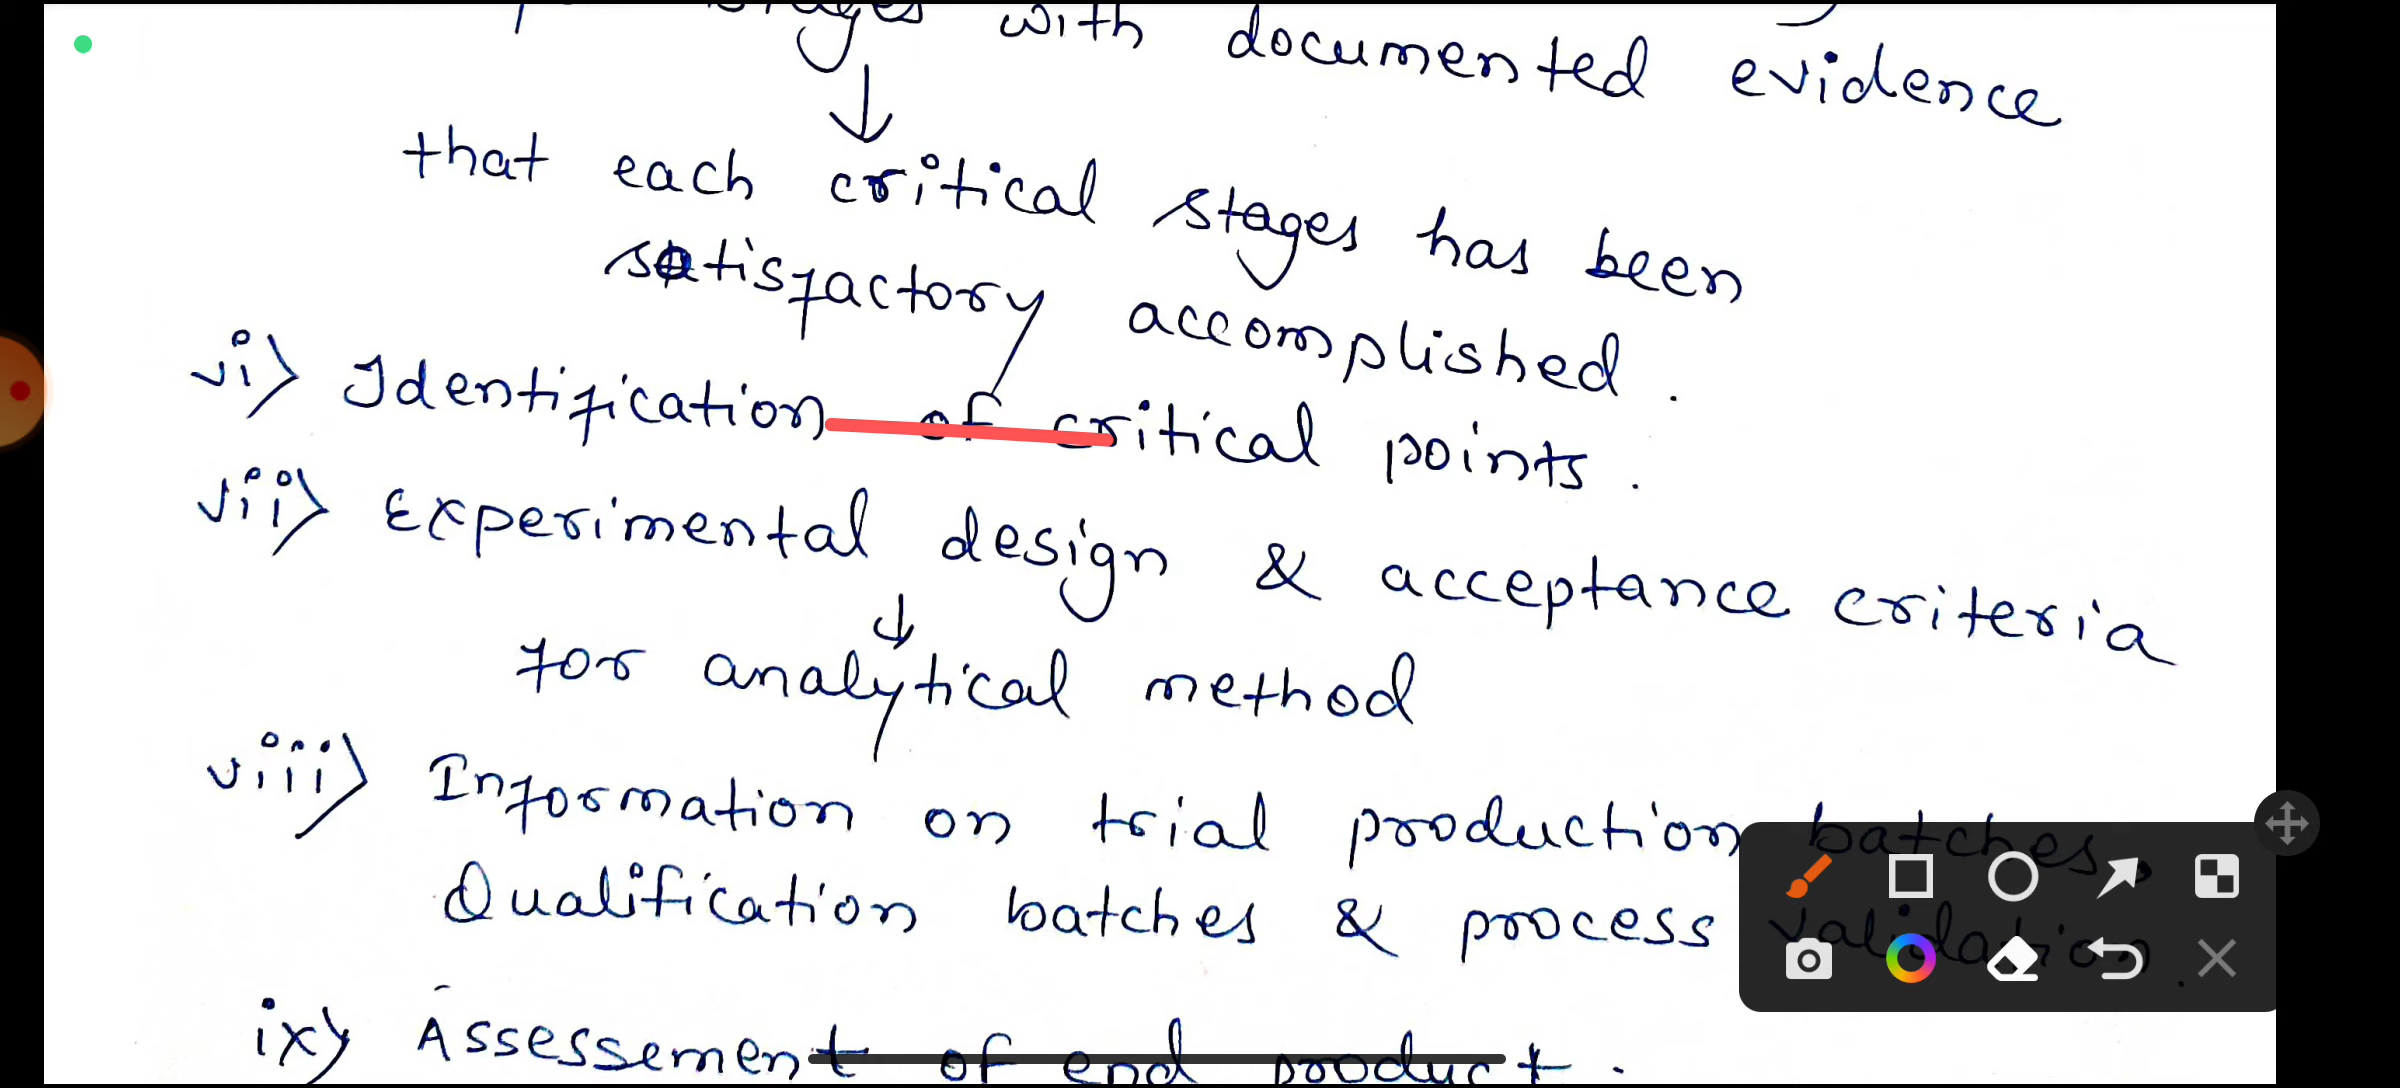 stages with documented evidence
that each critical stages has been
satisfactory accomplished.
vi) Identification of critical points.
vii) Experimental design & acceptance criteria
for analytical method
viii) Information on trial production batches,
Qualification batches & process validation.
ix) Assessement of end product.